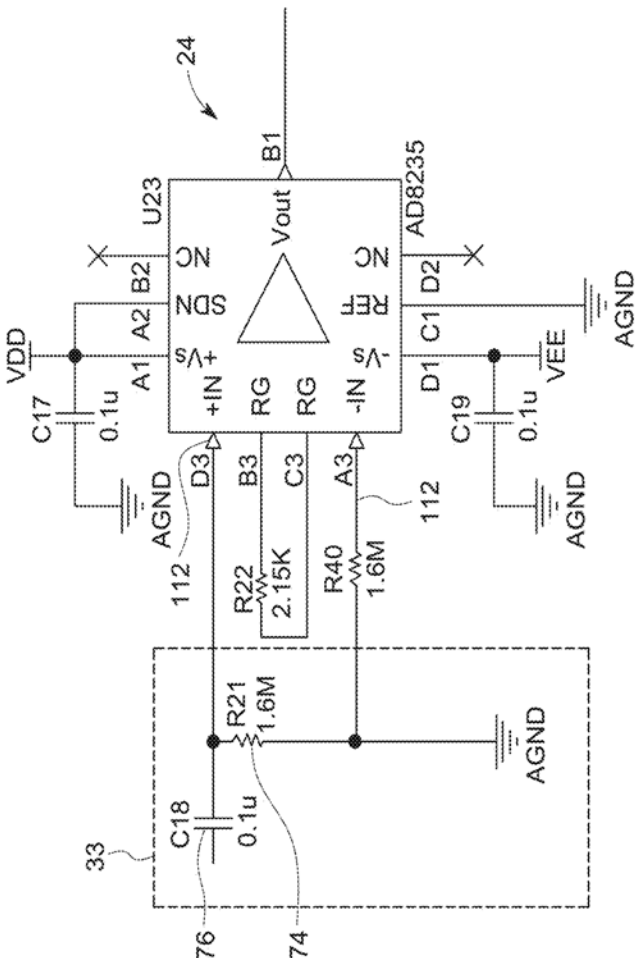 24
VDD
C17
0.1u
AGND
A1
A2
B2
U23
+Vs
SDN
NC
B1
Vout
112
D3
+IN
B3
RG
R22
2.15K
C3
RG
A3
-IN
R40
1.6M
112
-Vs
REF
NC
AD8235
D1
C1
D2
C19
0.1u
AGND
VEE
AGND
33
C18
0.1u
76
R21
1.6M
74
AGND